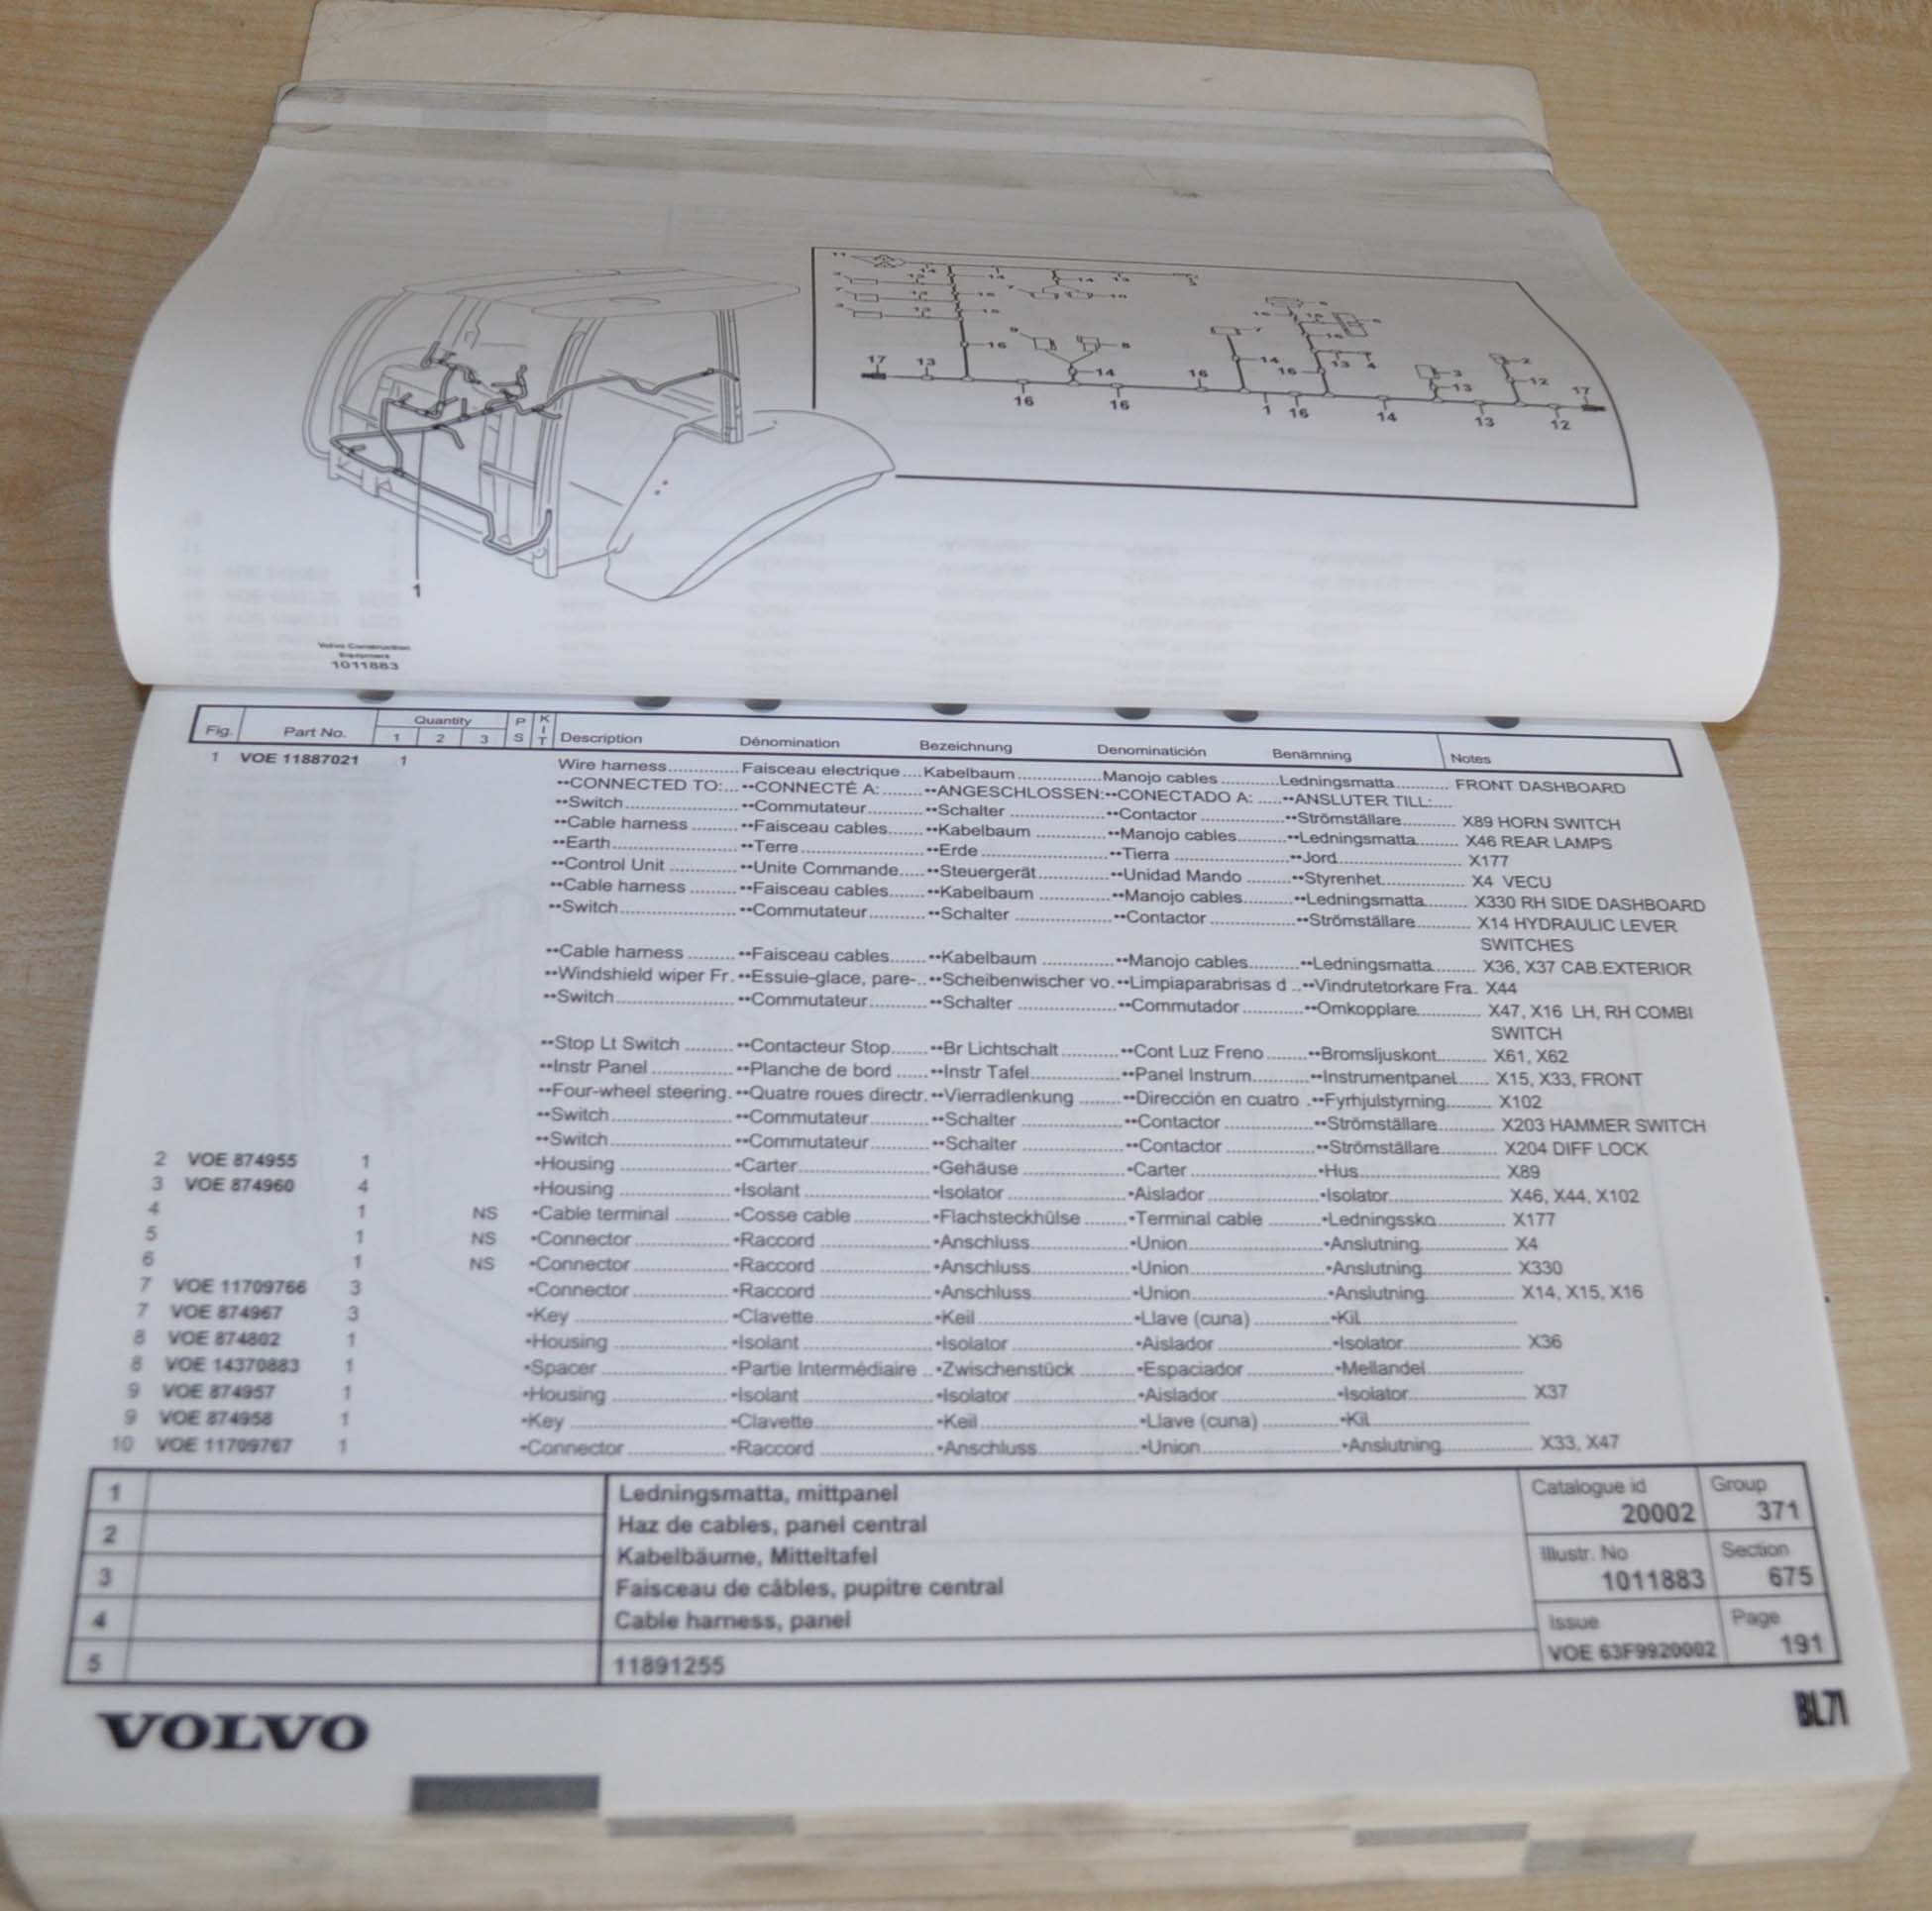 17 13 16 16 14 16 16 7 14 16 1 16 13 4 14 3 13 13 2 12 12 17
1
Volvo Construction
Equipment
1011883
Fig. Part No. Quantity 1 2 3 P S K I T Description Dénomination Bezeichnung Denominatición Benämning Notes
1 VOE 11887021 1 Wire harness............. Faisceau electrique.... Kabelbaum................ Manojo cables ........... Ledningsmatta.......... FRONT DASHBOARD
••CONNECTED TO:... ••CONNECTÉ A:........ ••ANGESCHLOSSEN: ••CONECTADO A: ..... ••ANSLUTER TILL:....
••Switch..................... ••Commutateur.......... ••Schalter .................. ••Contactor ................ ••Strömställare.......... X89 HORN SWITCH
••Cable harness ........ ••Faisceau cables...... ••Kabelbaum ............. ••Manojo cables......... ••Ledningsmatta........ X46 REAR LAMPS
••Earth....................... ••Terre....................... ••Erde........................ ••Tierra ...................... ••Jord........................ X177
••Control Unit ............ ••Unite Commande..... ••Steuergerät............. ••Unidad Mando ........ ••Styrenhet................ X4 VECU
••Cable harness ........ ••Faisceau cables...... ••Kabelbaum ............. ••Manojo cables......... ••Ledningsmatta........ X330 RH SIDE DASHBOARD
••Switch..................... ••Commutateur.......... ••Schalter .................. ••Contactor ................ ••Strömställare.......... X14 HYDRAULIC LEVER
SWITCHES
••Cable harness ........ ••Faisceau cables...... ••Kabelbaum ............. ••Manojo cables......... ••Ledningsmatta........ X36, X37 CAB.EXTERIOR
••Windshield wiper Fr. ••Essuie-glace, pare-.. ••Scheibenwischer vo. ••Limpiaparabrisas d .. ••Vindrutetorkare Fra. X44
••Switch..................... ••Commutateur.......... ••Schalter .................. ••Commutador ........... ••Omkopplare............ X47, X16 LH, RH COMBI
SWITCH
••Stop Lt Switch ......... ••Contacteur Stop....... ••Br Lichtschalt........... ••Cont Luz Freno ....... ••Bromsljuskont......... X61, X62
••Instr Panel ............... ••Planche de bord ...... ••Instr Tafel................ ••Panel Instrum........... ••Instrumentpanel...... X15, X33, FRONT
••Four-wheel steering. ••Quatre roues directr. ••Vierradlenkung ........ ••Dirección en cuatro . ••Fyrhjulstyrning......... X102
••Switch..................... ••Commutateur.......... ••Schalter .................. ••Contactor ................ ••Strömställare.......... X203 HAMMER SWITCH
••Switch..................... ••Commutateur.......... ••Schalter .................. ••Contactor ................ ••Strömställare.......... X204 DIFF LOCK
2 VOE 874955 1 •Housing ................... •Carter....................... •Gehäuse .................. •Carter....................... •Hus.......................... X89
3 VOE 874960 4 •Housing ................... •Isolant ...................... •Isolator..................... •Aislador.................... •Isolator.................... X46, X44, X102
4 1 NS •Cable terminal .......... •Cosse cable.............. •Flachsteckhülse ....... •Terminal cable ......... •Ledningssko............ X177
5 1 NS •Connector................. •Raccord ................... •Anschluss................. •Union........................ •Anslutning............... X4
6 1 NS •Connector................. •Raccord ................... •Anschluss................. •Union........................ •Anslutning............... X330
7 VOE 11709766 3 •Connector................. •Raccord ................... •Anschluss................. •Union........................ •Anslutning............... X14, X15, X16
7 VOE 874967 3 •Key .......................... •Clavette.................... •Keil.......................... •Llave (cuna) ............ •Kil...........................
8 VOE 874802 1 •Housing ................... •Isolant ...................... •Isolator..................... •Aislador.................... •Isolator.................... X36
8 VOE 14370883 1 •Spacer...................... •Partie Intermédiaire .. •Zwischenstück ......... •Espaciador............... •Mellandel................
9 VOE 874957 1 •Housing ................... •Isolant ...................... •Isolator..................... •Aislador.................... •Isolator.................... X37
9 VOE 874958 1 •Key .......................... •Clavette.................... •Keil.......................... •Llave (cuna) ............ •Kil...........................
10 VOE 11709767 1 •Connector................. •Raccord ................... •Anschluss................. •Union........................ •Anslutning............... X33, X47
1 Ledningsmatta, mittpanel
2 Haz de cables, panel central
Kabelbäume, Mitteltafel
3 Faisceau de câbles, pupitre central
4 Cable harness, panel
5 11891255
Catalogue id 20002 Group 371
Illustr. No 1011883 Section 675
Issue VOE 63F9920002 Page 191
VOLVO BL71